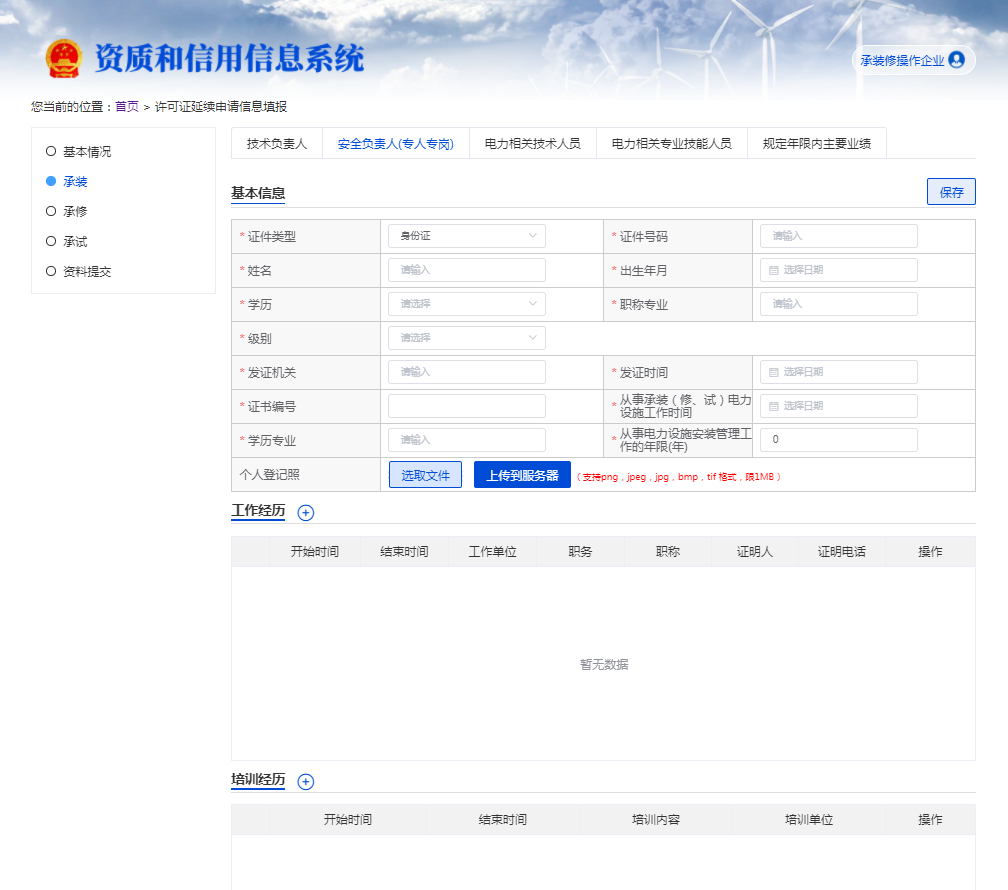 资质和信用信息系统
承装修操作企业
您当前的位置：首页 > 许可证延续申请信息填报
基本情况
承装
承修
承试
资料提交
技术负责人 安全负责人(专人专岗) 电力相关技术人员 电力相关专业技能人员 规定年限内主要业绩
基本信息 保存
*证件类型 身份证 *证件号码 请输入
*姓名 请输入 *出生年月 选择日期
*学历 请选择 *职称专业 请输入
*级别 请选择
*发证机关 请输入 *发证时间 选择日期
*证书编号 *从事承装（修、试）电力
设施工作时间 选择日期
*学历专业 请输入 *从事电力设施安装管理工
作的年限(年) 0
个人登记照 选取文件 上传到服务器 （支持png，jpeg，jpg，bmp，tif 格式，限1MB）
工作经历
开始时间 结束时间 工作单位 职务 职称 证明人 证明电话 操作
暂无数据
培训经历
开始时间 结束时间 培训内容 培训单位 操作